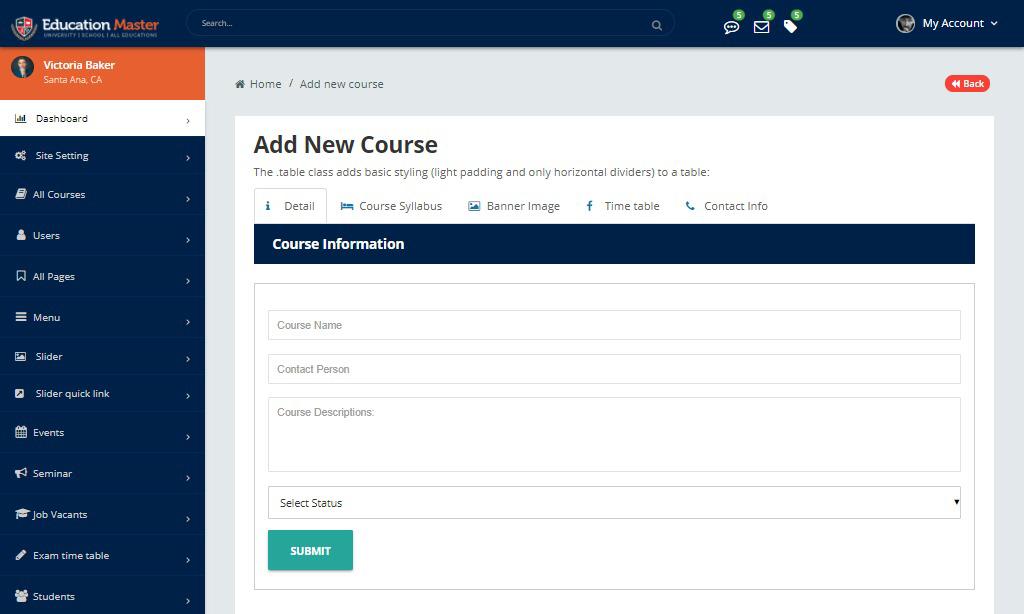 Education Master
UNIVERSITY | SCHOOL | ALL EDUCATIONS
Search...
5
5
5
My Account
Victoria Baker
Santa Ana, CA
Dashboard
Site Setting
All Courses
Users
All Pages
Menu
Slider
Slider quick link
Events
Seminar
Job Vacants
Exam time table
Students
Home / Add new course
Back
Add New Course
The .table class adds basic styling (light padding and only horizontal dividers) to a table:
Detail
Course Syllabus
Banner Image
Time table
Contact Info
Course Information
Course Name
Contact Person
Course Descriptions:
Select Status
SUBMIT